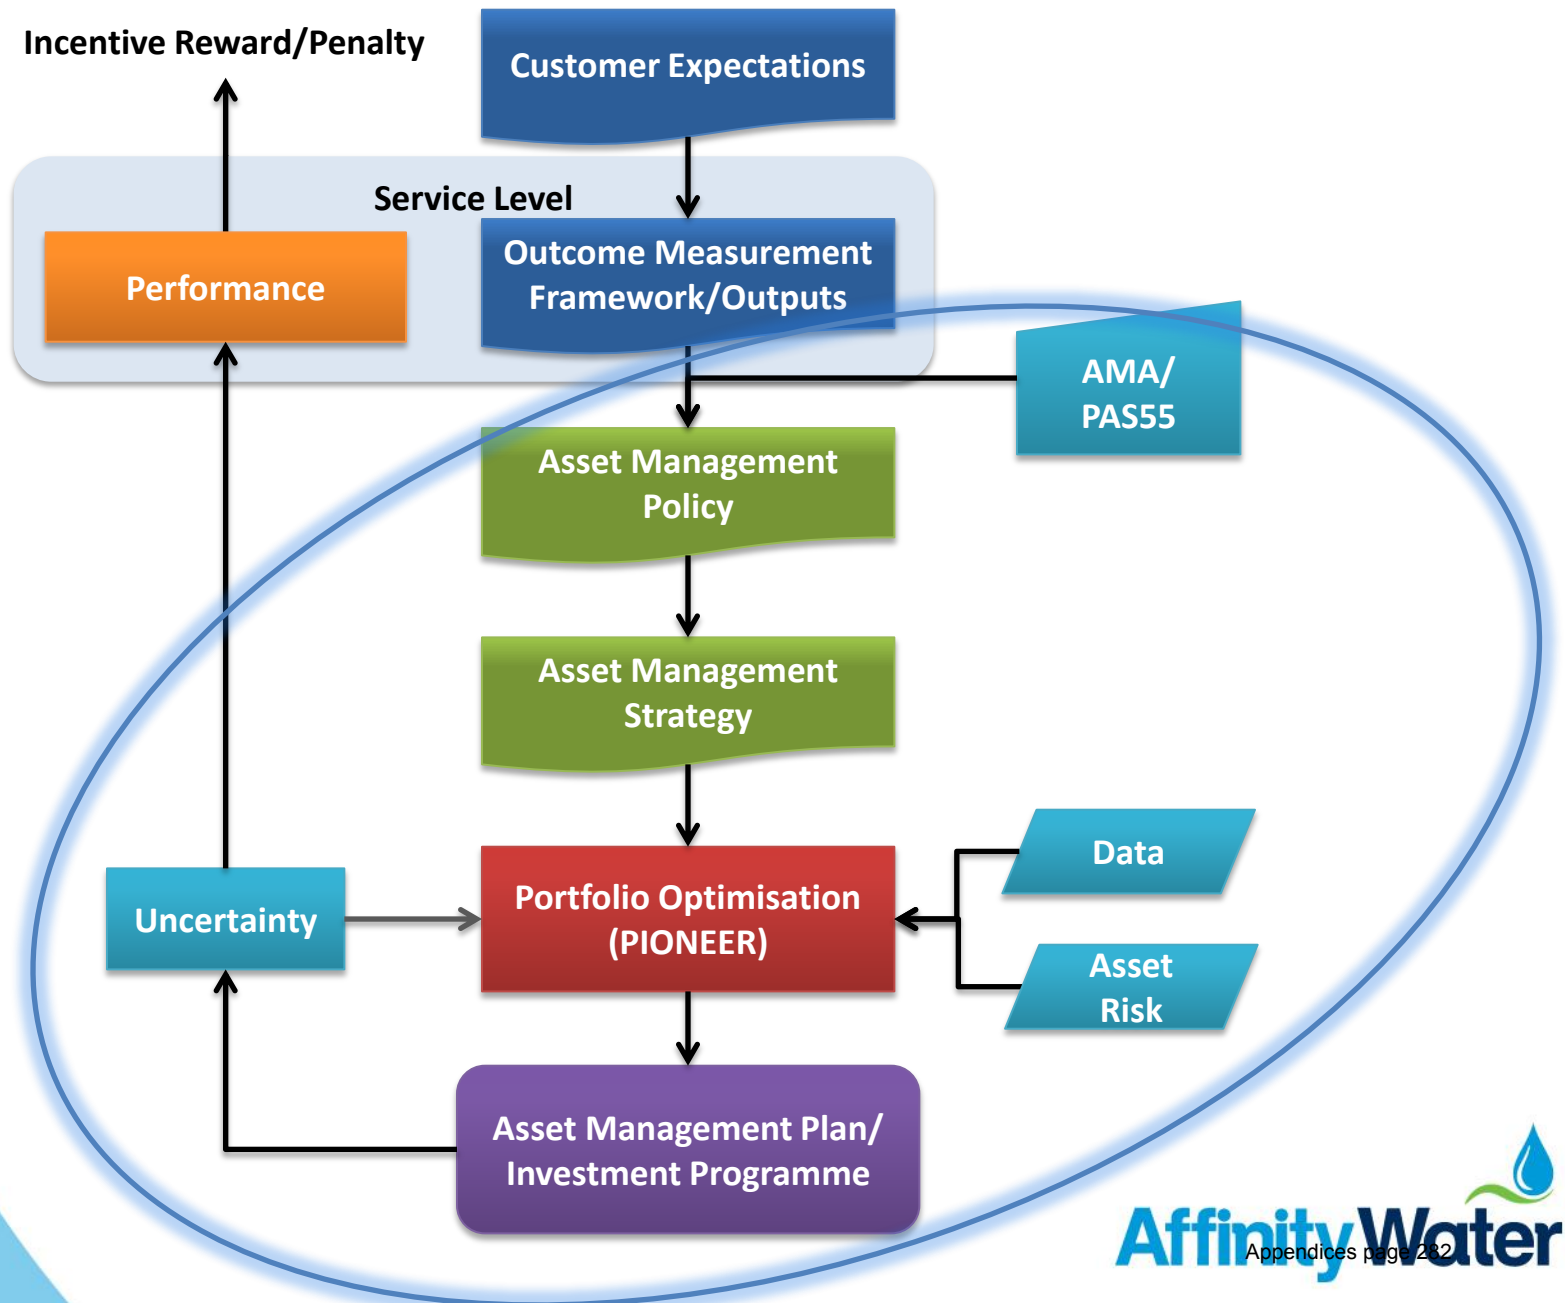 Incentive Reward/Penalty
Customer Expectations
Service Level
Performance
Outcome Measurement
Framework/Outputs
AMA/
PAS55
Asset Management
Policy
Asset Management
Strategy
Data
Uncertainty
Portfolio Optimisation
(PIONEER)
Asset
Risk
Asset Management Plan/
Investment Programme
Affinity Water
Appendices page 282